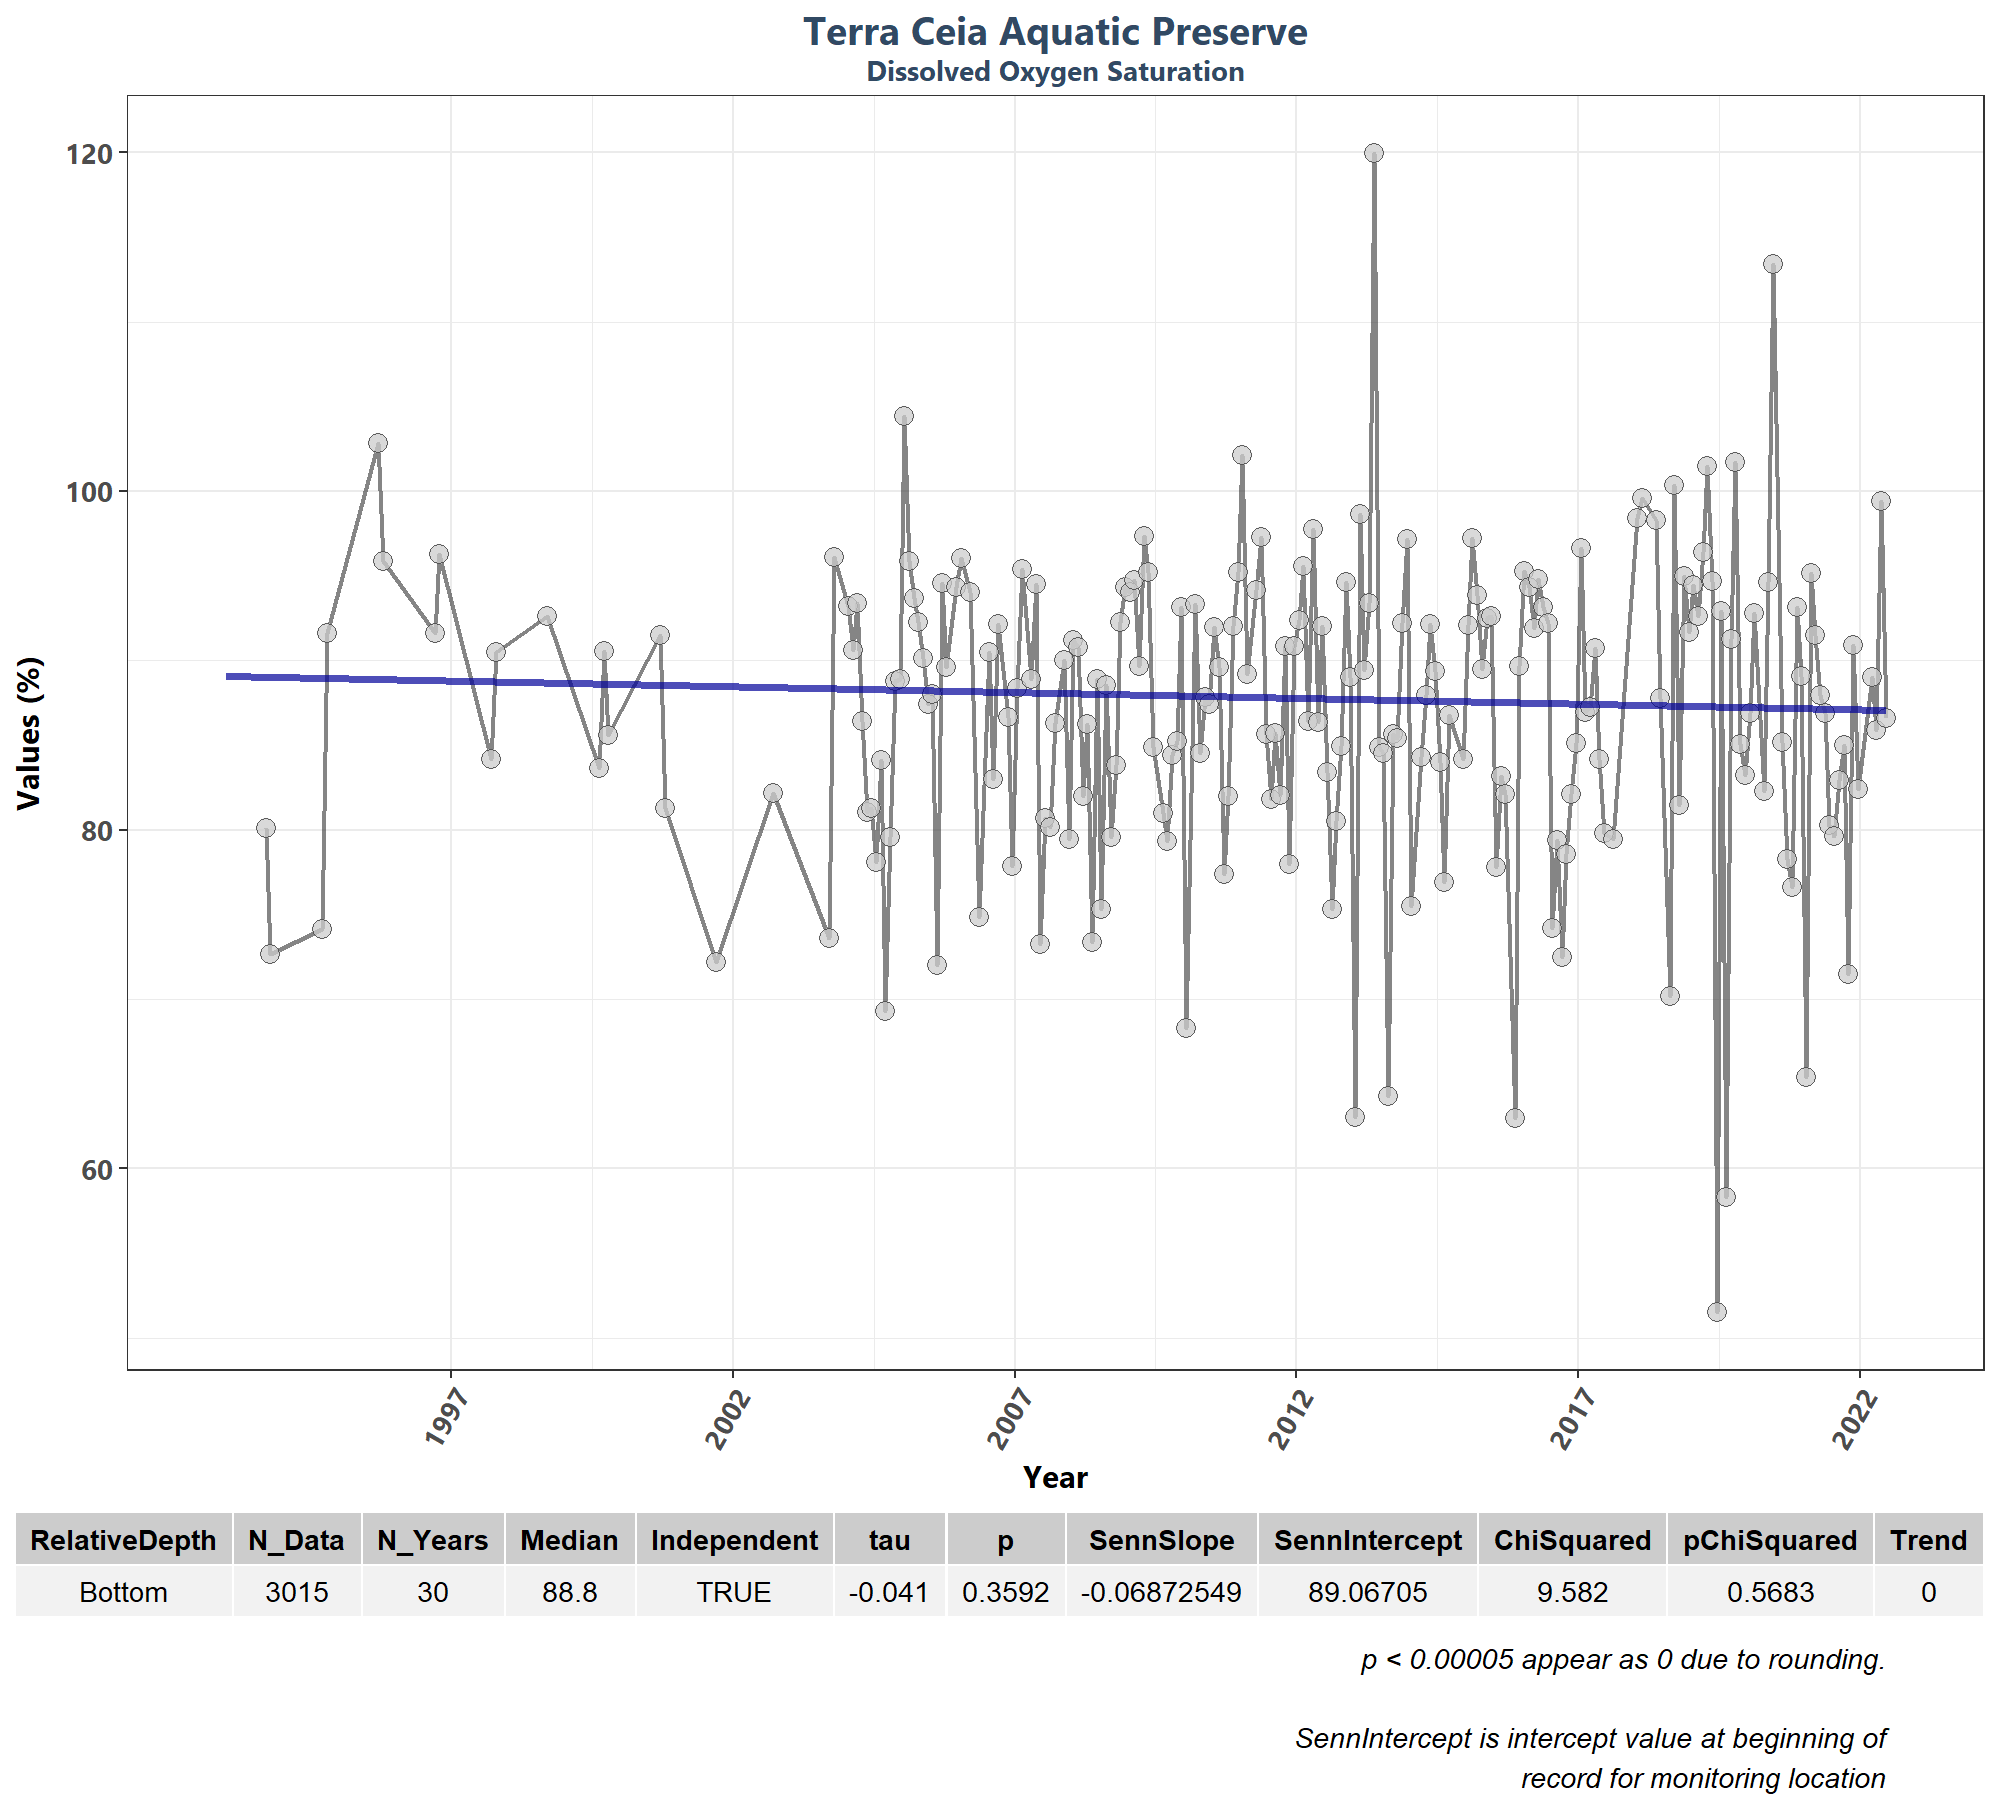 Terra Ceia Aquatic Preserve
Dissolved Oxygen Saturation
Values (%)
120
100
80
60
1997
2002
2007
2012
2017
2022
Year
RelativeDepth N_Data N_Years Median Independent tau p SennSlope SennIntercept ChiSquared pChiSquared Trend
Bottom 3015 30 88.8 TRUE -0.041 0.3592 -0.06872549 89.06705 9.582 0.5683 0
p < 0.00005 appear as 0 due to rounding.
SennIntercept is intercept value at beginning of
record for monitoring location